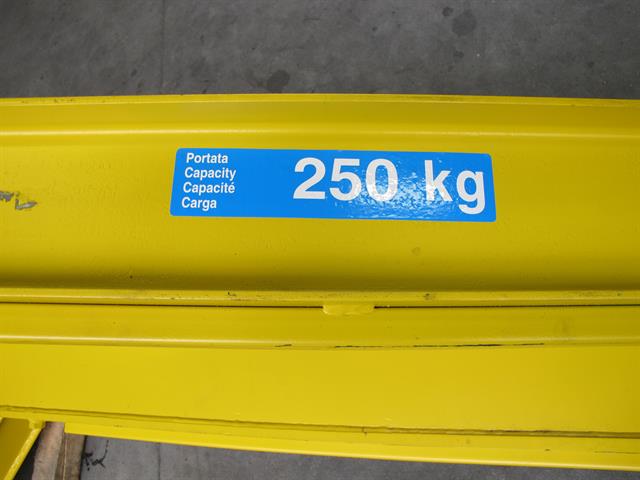 Portata
Capacity
Capacité
Carga
250 kg